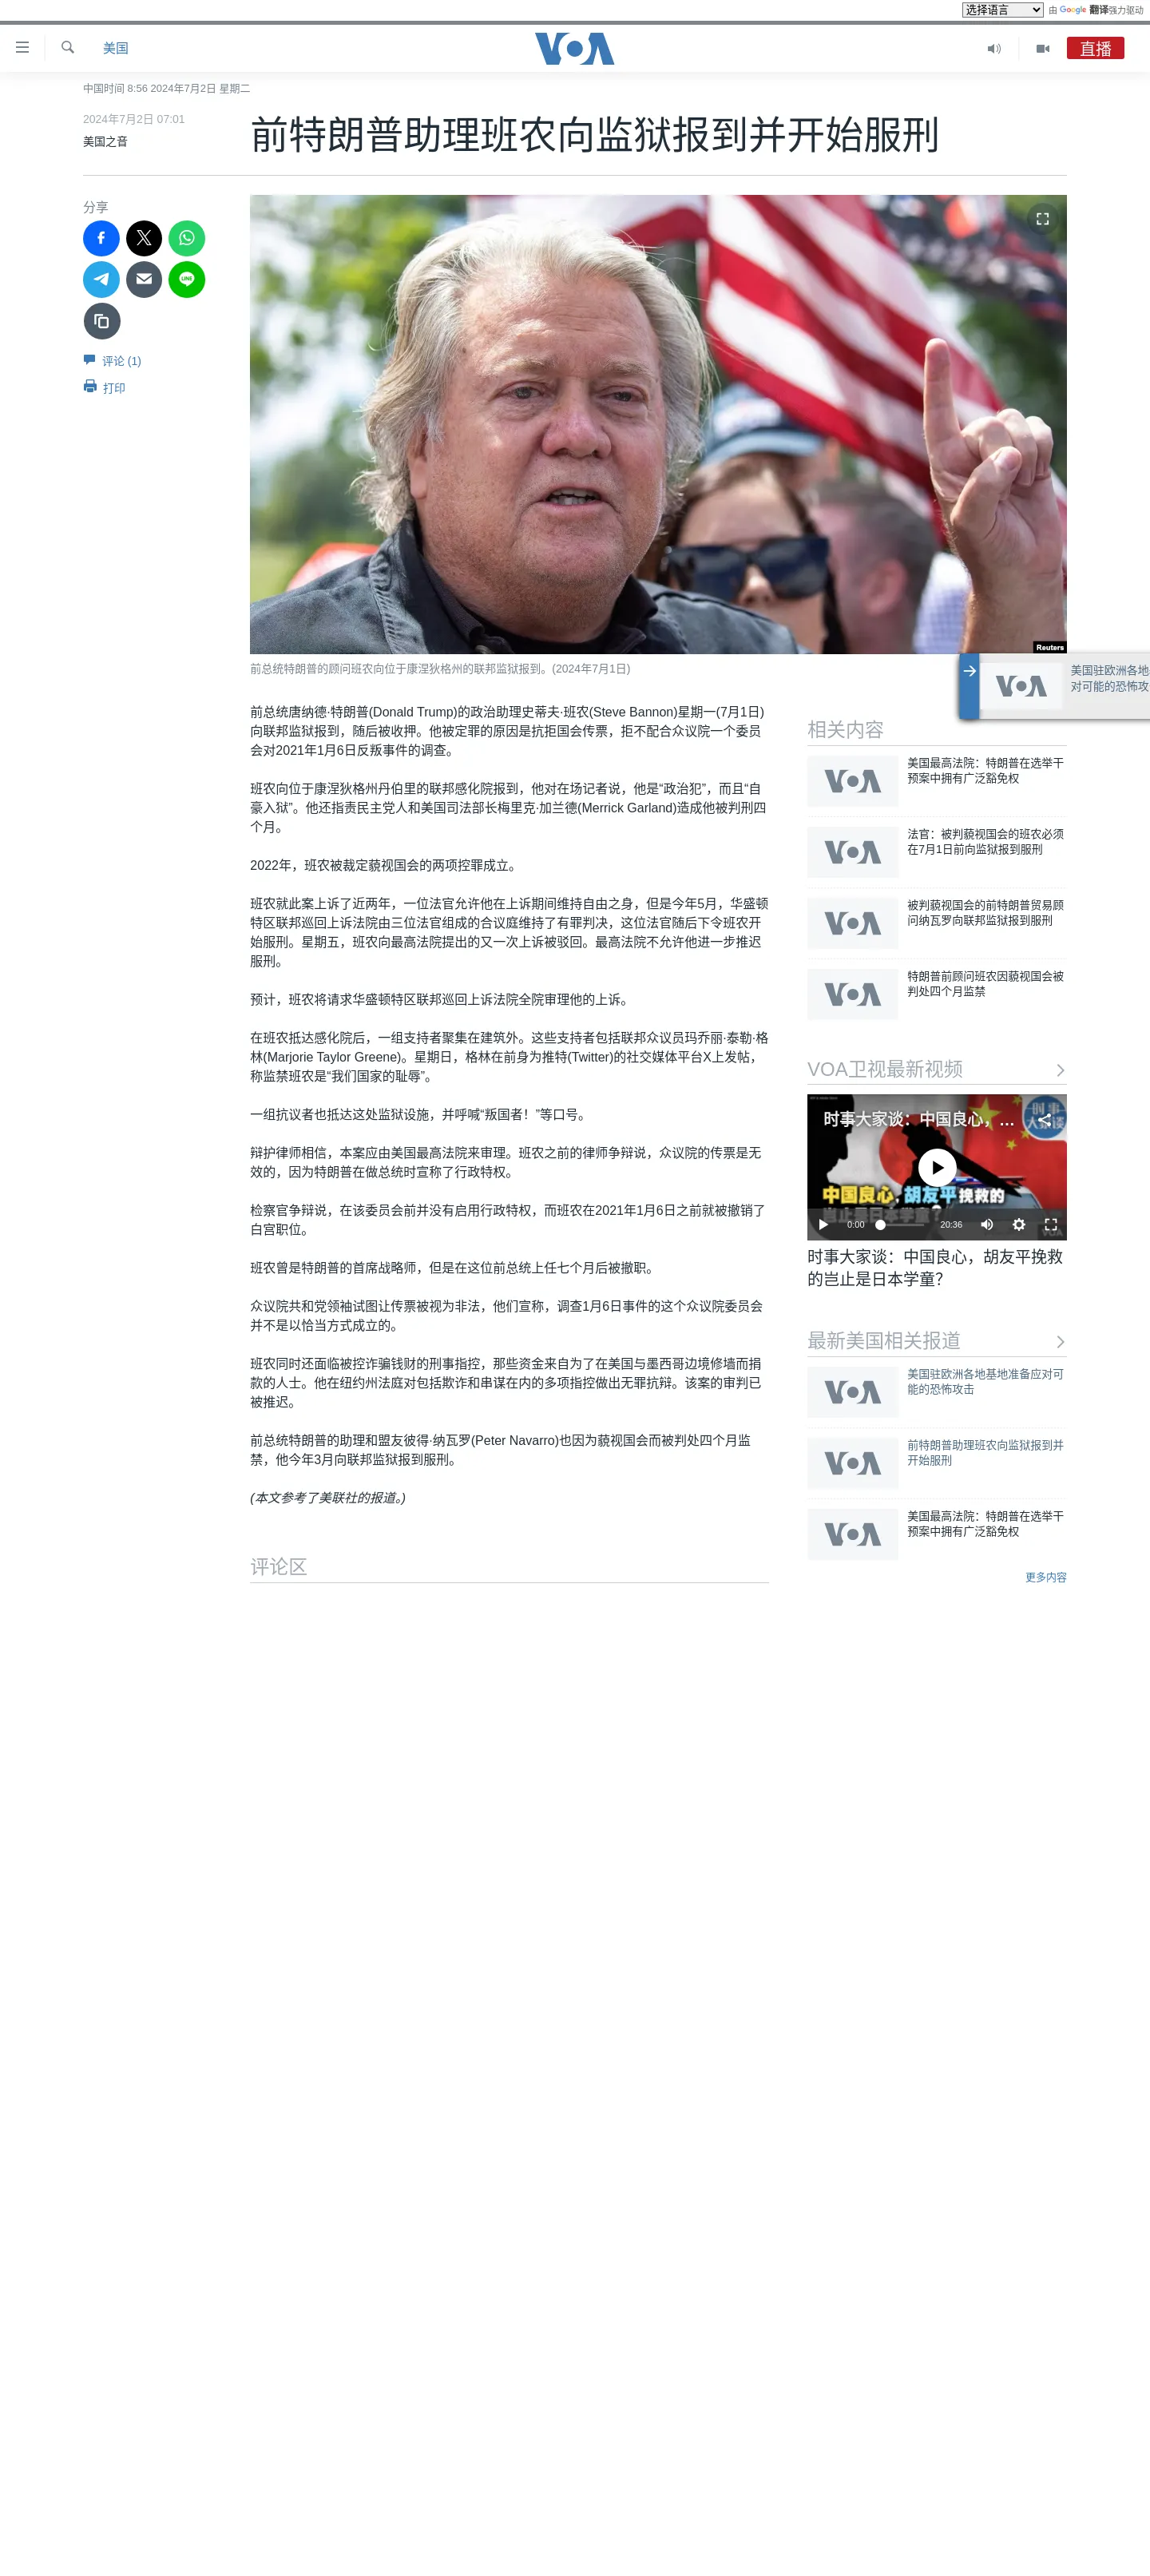 选择语言
由 Google 翻译强力驱动
美国
VOA
直播
中国时间 8:56 2024年7月2日 星期二
2024年7月2日 07:01
美国之音
前特朗普助理班农向监狱报到并开始服刑
分享
LINE
评论 (1)
打印
Reuters
前总统特朗普的顾问班农向位于康涅狄格州的联邦监狱报到。(2024年7月1日)
VOA
美国驻欧洲各地
对可能的恐怖攻
前总统唐纳德·特朗普(Donald Trump)的政治助理史蒂夫·班农(Steve Bannon)星期一(7月1日)
向联邦监狱报到，随后被收押。他被定罪的原因是抗拒国会传票，拒不配合众议院一个委员
会对2021年1月6日反叛事件的调查。
班农向位于康涅狄格州丹伯里的联邦感化院报到，他对在场记者说，他是“政治犯”，而且“自
豪入狱”。他还指责民主党人和美国司法部长梅里克·加兰德(Merrick Garland)造成他被判刑四
个月。
2022年，班农被裁定藐视国会的两项控罪成立。
班农就此案上诉了近两年，一位法官允许他在上诉期间维持自由之身，但是今年5月，华盛顿
特区联邦巡回上诉法院由三位法官组成的合议庭维持了有罪判决，这位法官随后下令班农开
始服刑。星期五，班农向最高法院提出的又一次上诉被驳回。最高法院不允许他进一步推迟
服刑。
预计，班农将请求华盛顿特区联邦巡回上诉法院全院审理他的上诉。
在班农抵达感化院后，一组支持者聚集在建筑外。这些支持者包括联邦众议员玛乔丽·泰勒·格
林(Marjorie Taylor Greene)。星期日，格林在前身为推特(Twitter)的社交媒体平台X上发帖，
称监禁班农是“我们国家的耻辱”。
一组抗议者也抵达这处监狱设施，并呼喊“叛国者！”等口号。
辩护律师相信，本案应由美国最高法院来审理。班农之前的律师争辩说，众议院的传票是无
效的，因为特朗普在做总统时宣称了行政特权。
检察官争辩说，在该委员会前并没有启用行政特权，而班农在2021年1月6日之前就被撤销了
白宫职位。
班农曾是特朗普的首席战略师，但是在这位前总统上任七个月后被撤职。
众议院共和党领袖试图让传票被视为非法，他们宣称，调查1月6日事件的这个众议院委员会
并不是以恰当方式成立的。
班农同时还面临被控诈骗钱财的刑事指控，那些资金来自为了在美国与墨西哥边境修墙而捐
款的人士。他在纽约州法庭对包括欺诈和串谋在内的多项指控做出无罪抗辩。该案的审判已
被推迟。
前总统特朗普的助理和盟友彼得·纳瓦罗(Peter Navarro)也因为藐视国会而被判处四个月监
禁，他今年3月向联邦监狱报到服刑。
(本文参考了美联社的报道。)
评论区
相关内容
VOA
美国最高法院：特朗普在选举干
预案中拥有广泛豁免权
VOA
法官：被判藐视国会的班农必须
在7月1日前向监狱报到服刑
VOA
被判藐视国会的前特朗普贸易顾
问纳瓦罗向联邦监狱报到服刑
VOA
特朗普前顾问班农因藐视国会被
判处四个月监禁
VOA卫视最新视频
时事大家谈：中国良心，...
时事
大家谈
中国良心，胡友平挽救的
岂止是日本学童？
0:00
20:36
VOA
时事大家谈：中国良心，胡友平挽救
的岂止是日本学童？
最新美国相关报道
VOA
美国驻欧洲各地基地准备应对可
能的恐怖攻击
VOA
前特朗普助理班农向监狱报到并
开始服刑
VOA
美国最高法院：特朗普在选举干
预案中拥有广泛豁免权
更多内容